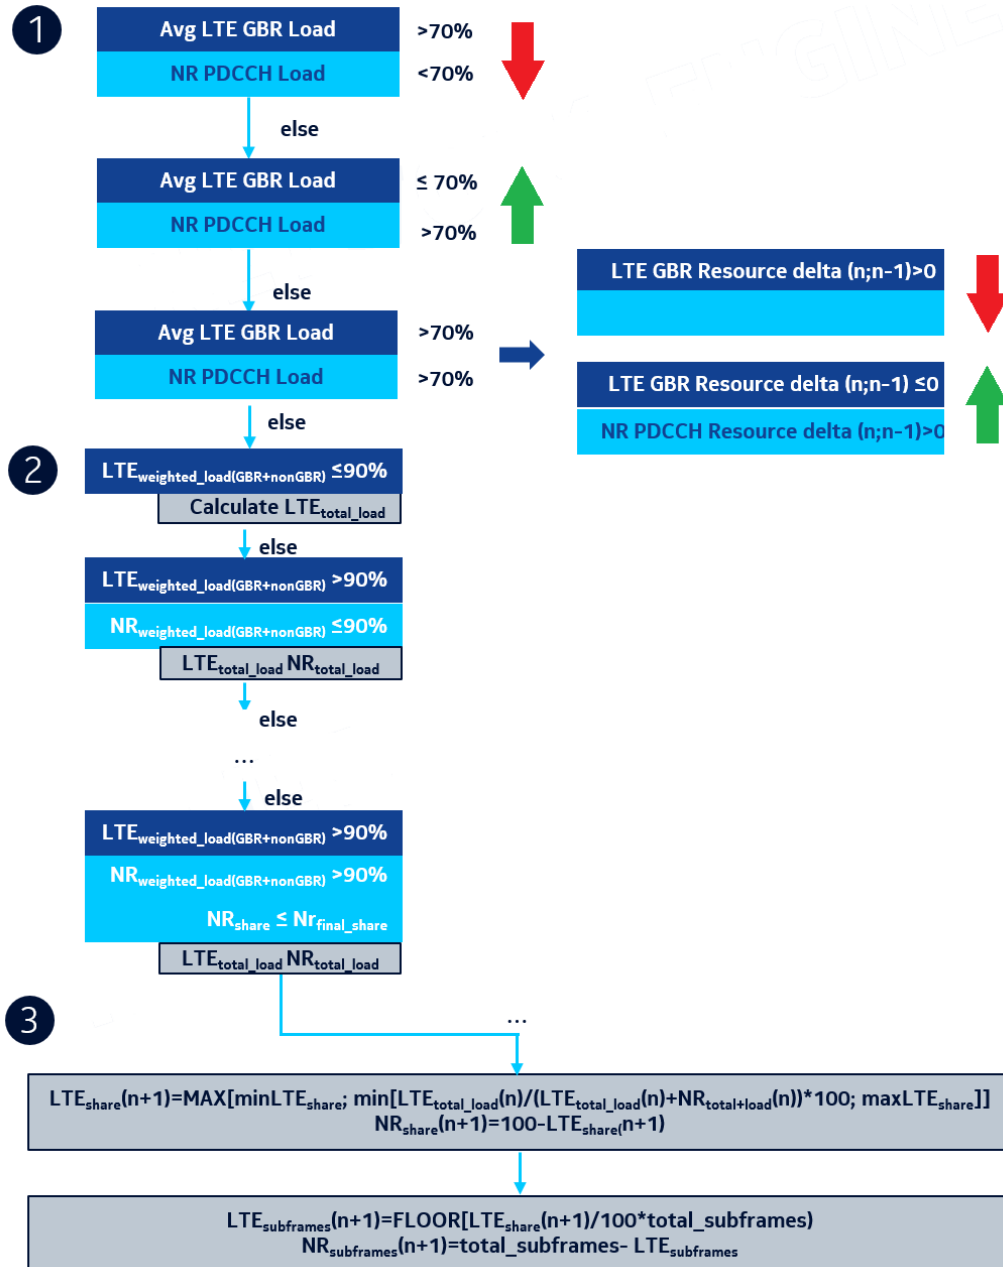 1
Avg LTE GBR Load >70%
NR PDCCH Load <70%
else
Avg LTE GBR Load ≤ 70%
NR PDCCH Load >70%
else
Avg LTE GBR Load >70%
NR PDCCH Load >70%
LTE GBR Resource delta (n;n-1)>0
LTE GBR Resource delta (n;n-1) ≤0
NR PDCCH Resource delta (n;n-1)>0
else
2
LTEweighted_load(GBR+nonGBR) ≤90%
Calculate LTEtotal_load
else
LTEweighted_load(GBR+nonGBR) >90%
NRweighted_load(GBR+nonGBR) ≤90%
LTEtotal_load NRtotal_load
else
...
else
LTEweighted_load(GBR+nonGBR) >90%
NRweighted_load(GBR+nonGBR) >90%
NRshare ≤ Nrfinal_share
LTEtotal_load NRtotal_load
3
...
LTEshare(n+1)=MAX[minLTEshare; min[LTEtotal_load(n)/(LTEtotal_load(n)+NRtotal+load(n))*100; maxLTEshare]]
NRshare(n+1)=100-LTEshare(n+1)
LTEsubframes(n+1)=FLOOR[LTEshare(n+1)/100*total_subframes)
NRsubframes(n+1)=total_subframes- LTEsubframes